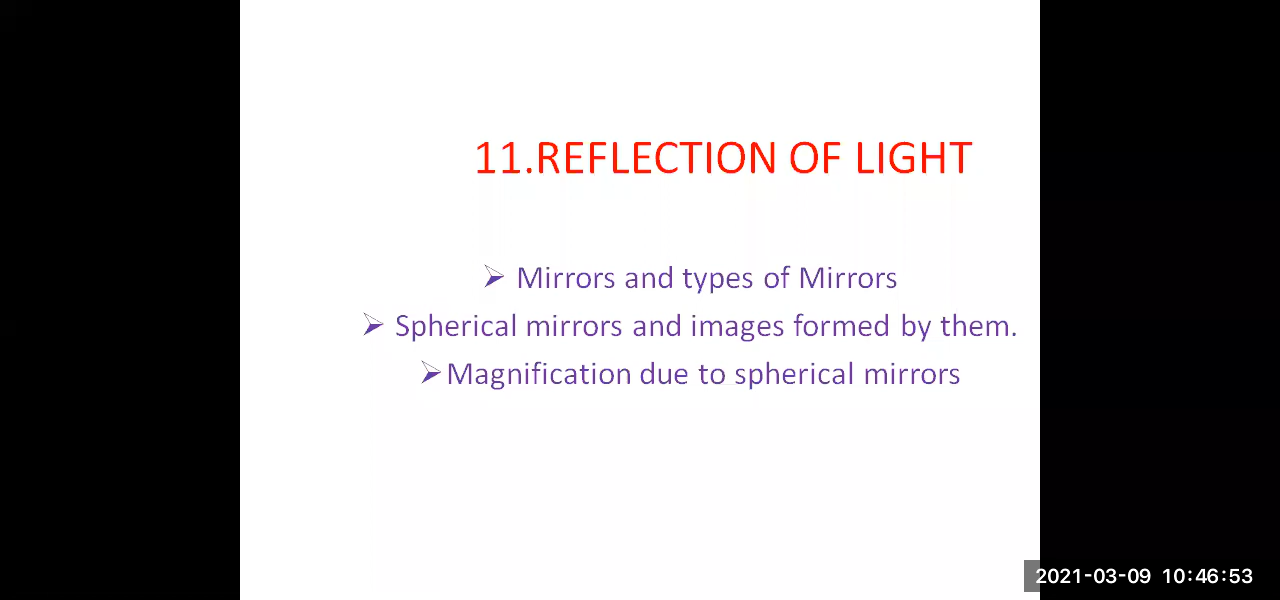 11.REFLECTION OF LIGHT
➢ Mirrors and types of Mirrors
➢ Spherical mirrors and images formed by them.
➢Magnification due to spherical mirrors
2021-03-09 10:46:53